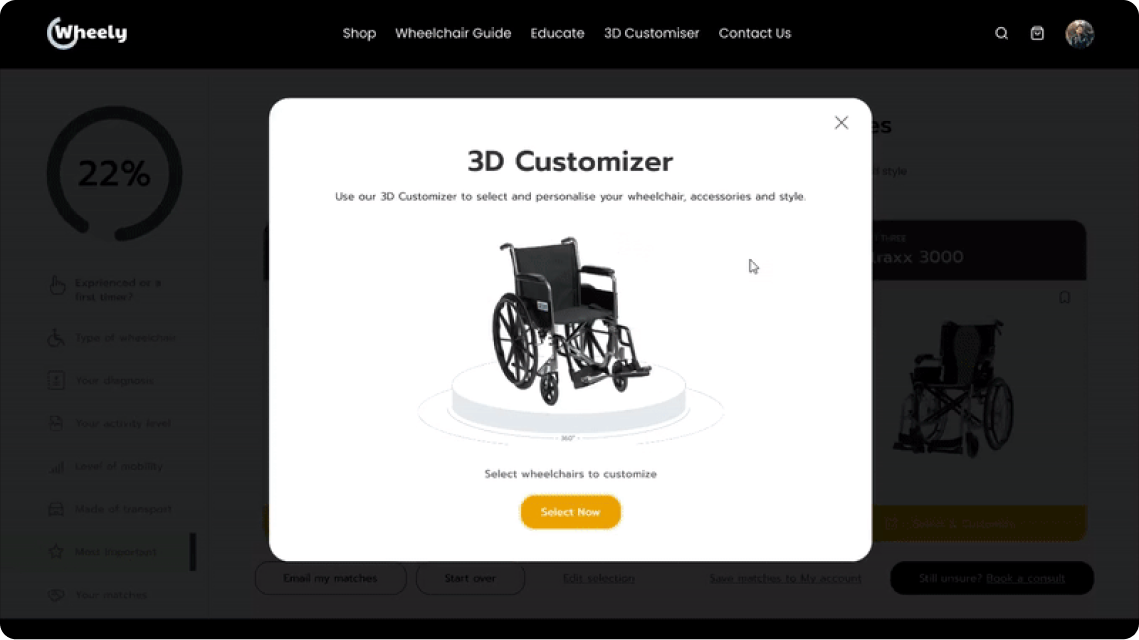 Wheely
Shop Wheelchair Guide Educate 3D Customiser Contact Us
22%
Experienced or a
first timer?
Type of wheelchair
Your diagnosis
Your activity level
Level of mobility
Mode of transport
Most important
Your matches
3D Customizer
Use our 3D Customizer to select and personalise your wheelchair, accessories and style.
360°
Select wheelchairs to customize
Select Now
style
THREE
3000
Select & Customise
Email my matches
Start over
Edit selection
Save matches to My account
Still unsure? Book a consult